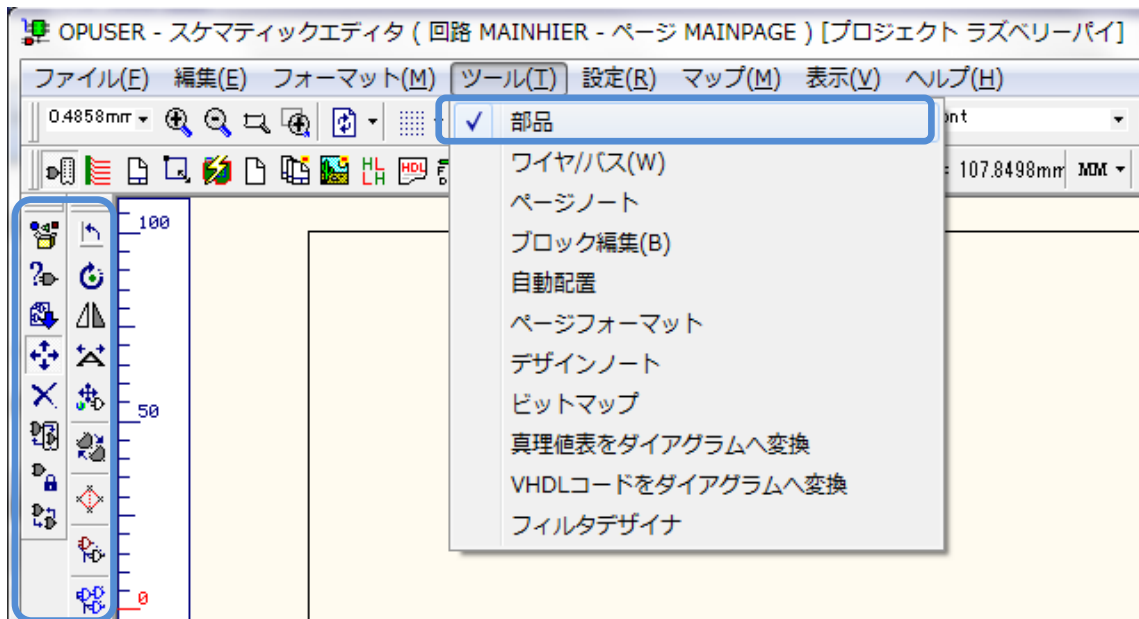 OPUSER - スケマティックエディタ ( 回路 MAINHIER - ページ MAINPAGE ) [プロジェクト ラズベリーパイ]
ファイル(F) 編集(E) フォーマット(M) ツール(T) 設定(R) マップ(M) 表示(V) ヘルプ(H)
0.4858mm
✓ 部品
nt
HL
LH
HDL
ワイヤ/バス(W)
= 107.8498mm MM
ページノート
ブロック編集(B)
自動配置
ページフォーマット
デザインノート
ビットマップ
真理値表をダイアグラムへ変換
VHDLコードをダイアグラムへ変換
フィルタデザイナ
100
50
0